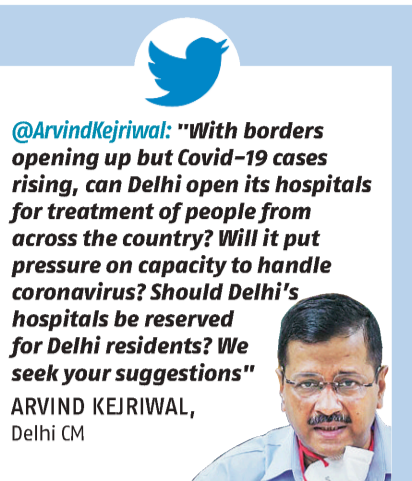 @ArvindKejriwal: "With borders
opening up but Covid-19 cases
rising, can Delhi open its hospitals
for treatment of people from
across the country? Will it put
pressure on capacity to handle
coronavirus? Should Delhi's
hospitals be reserved
for Delhi residents? We
seek your suggestions"
ARVIND KEJRIWAL,
Delhi CM